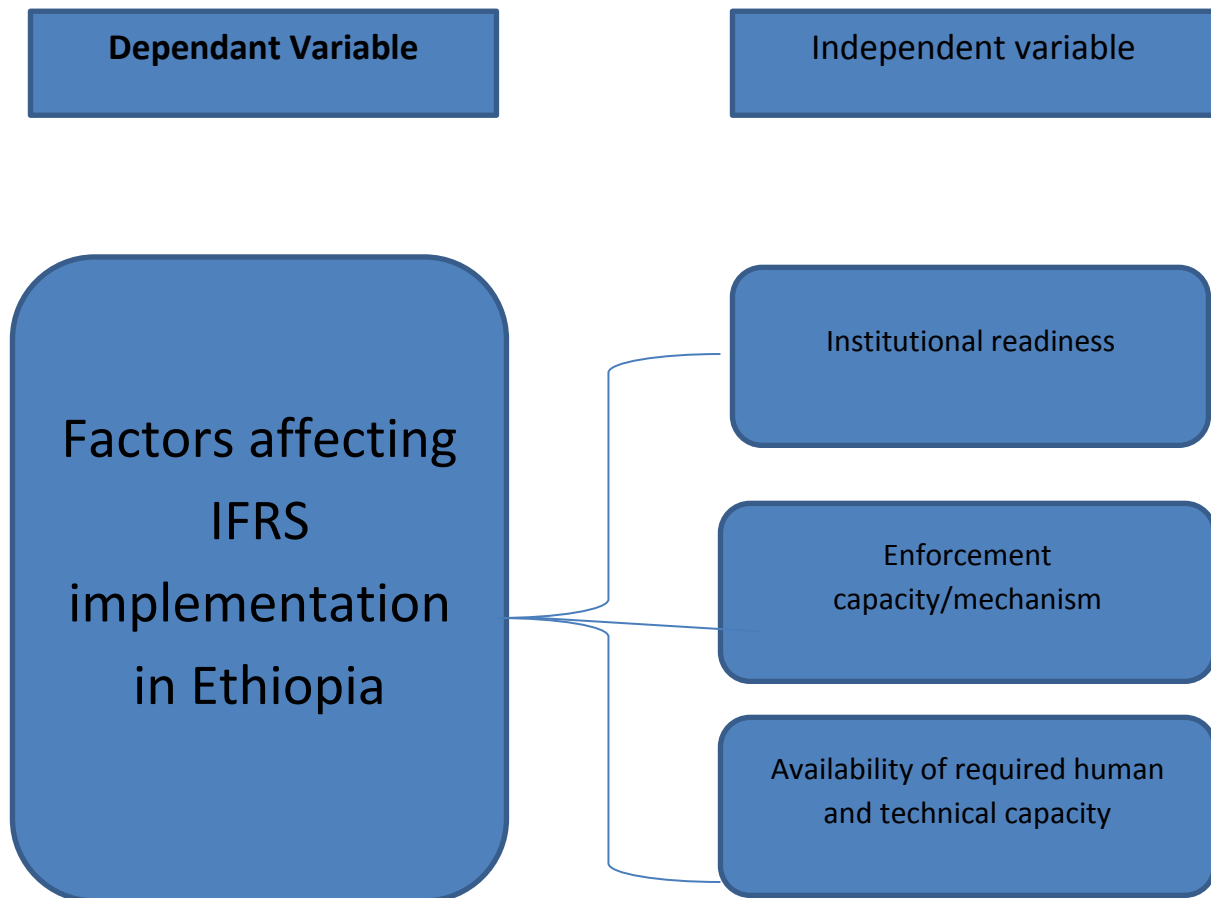 Dependant Variable
Independent variable
Factors affecting
IFRS
implementation
in Ethiopia
Institutional readiness
Enforcement
capacity/mechanism
Availability of required human
and technical capacity